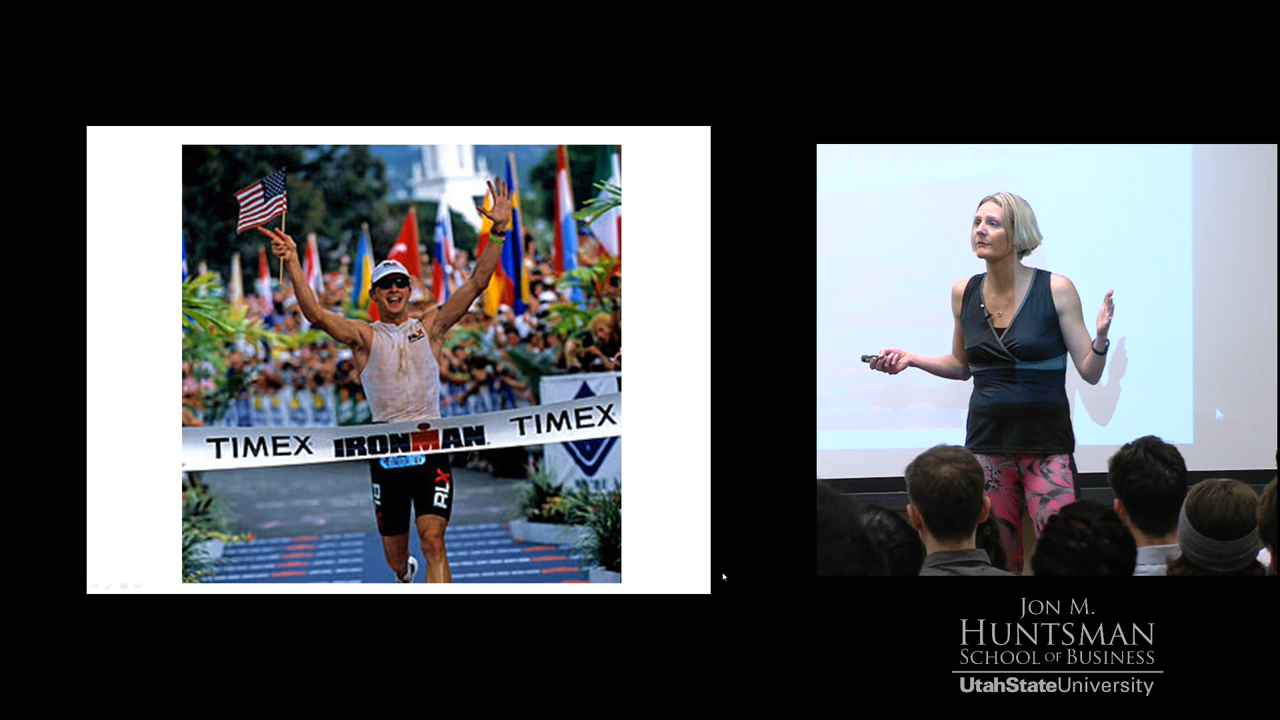 TIMEX IRONMAN TIMEX
RLX
JON M.
HUNTSMAN
SCHOOL OF BUSINESS
UtahStateUniversity